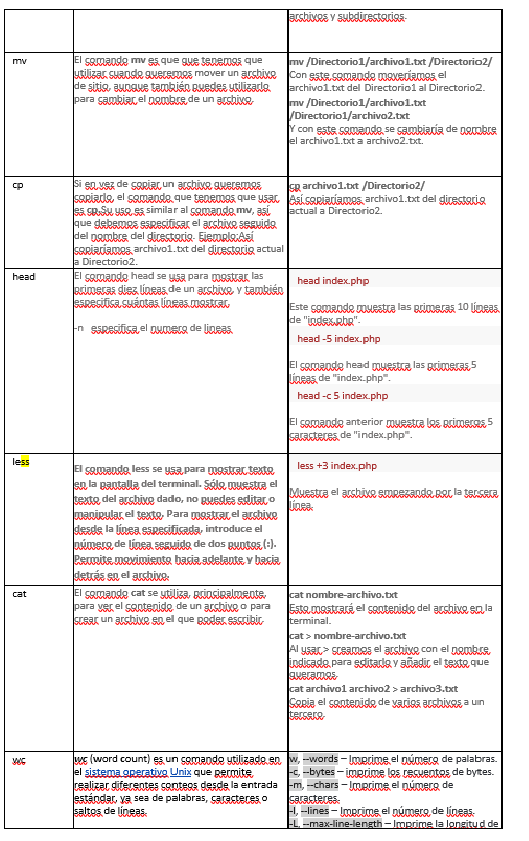 archivos y subdirectorios.
mv
El comando mv es que que tenemos que
utilizar cuando queremos mover un archivo
de sitio, aunque también puedes utilizarlo
para cambiar el nombre de un archivo.
mv /Directorio1/archivo1.txt /Directorio2/
Con este comando moveríamos el
archivo1.txt del Directorio1 al Directorio2.
mv /Directorio1/archivo1.txt
/Directorio1/archivo2.txt
Y con este comando se cambiaría de nombre
el archivo1.txt a archivo2.txt.
cp
Si en vez de copiar un archivo queremos
copiarlo, el comando que tenemos que usar
es cp.Su uso es similar al comando mv, así
que debemos especificar el archivo seguido
del nombre del directorio. Ejemplo:Así
copiaríamos archivo1.txt del directorio actual
a Directorio2.
cp archivo1.txt /Directorio2/
Así copiaríamos archivo1.txt del directorio
actual a Directorio2.
head
El comando head se usa para mostrar las
primeras diez líneas de un archivo, y también
especifica cuántas líneas mostrar.
-n especifica el numero de lineas
head index.php
Este comando muestra las primeras 10 líneas
de "index.php".
head -5 index.php
El comando head muestra las primeras 5
líneas de "index.php".
head -c 5 index.php
El comando anterior muestra los primeros 5
caracteres de "index.php".
less
El comando less se usa para mostrar texto
en la pantalla del terminal. Sólo muestra el
texto del archivo dado, no puedes editar o
manipular el texto. Para mostrar el archivo
desde la línea especificada, introduce el
número de línea seguido de dos puntos (:).
Permite movimiento hacia adelante y hacia
detrás en el archivo.
less +3 index.php
Muestra el archivo empezando por la tercera
línea.
cat
El comando cat se utiliza, principalmente,
para ver el contenido de un archivo o para
crear un archivo en ell que poder escribir.
cat nombre-archivo.txt
Esto mostrará el contenido del archivo en la
terminal.
cat > nombre-archivo.txt
Al usar > creamos el archivo con el nombre
indicado para editarlo y añadir el texto que
queramos.
cat archivo1 archivo2 > archivo3.txt
Copia el contenido de varios archivos a un
tercero.
wc
wc (word count) es un comando utilizado en
el sistema operativo Unix que permite
realizar diferentes conteos desde la entrada
estándar, ya sea de palabras, caracteres o
saltos de líneas.
w, --words – Imprime el número de palabras.
-c, --bytes – imprime los recuentos de bytes.
-m, --chars – Imprime el número de
caracteres.
-l, --lines – Imprime el número de líneas.
-L, --max-line-length – Imprime la longitud de